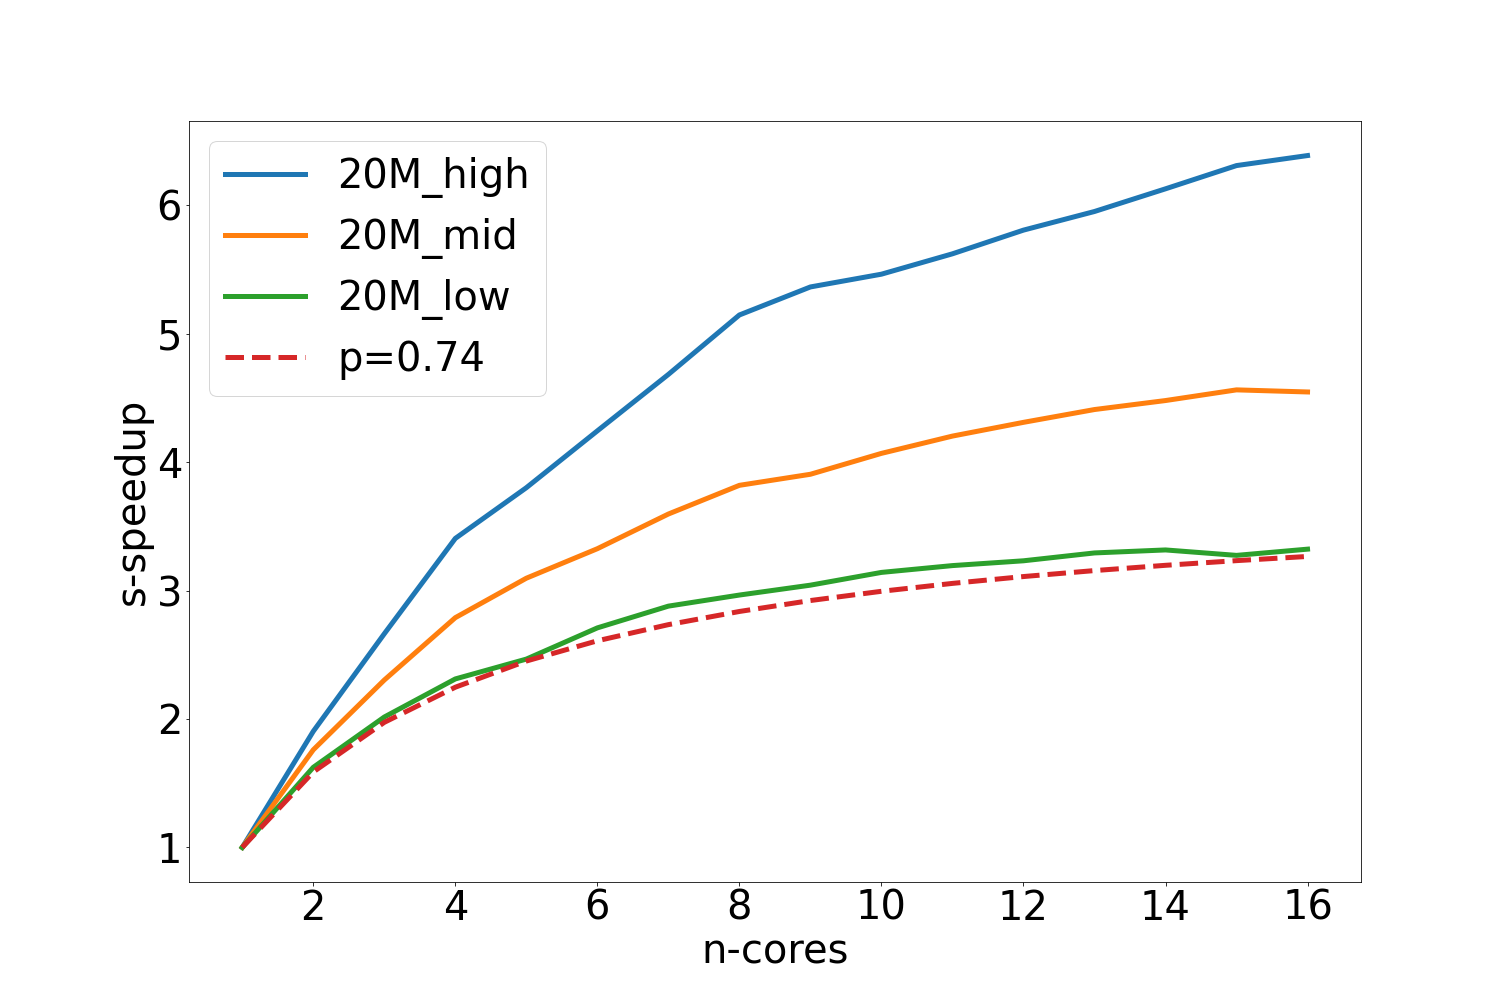 20M_high
20M_mid
20M_low
p=0.74
6
5
4
3
2
1
s-speedup
2 4 6 8 10 12 14 16
n-cores